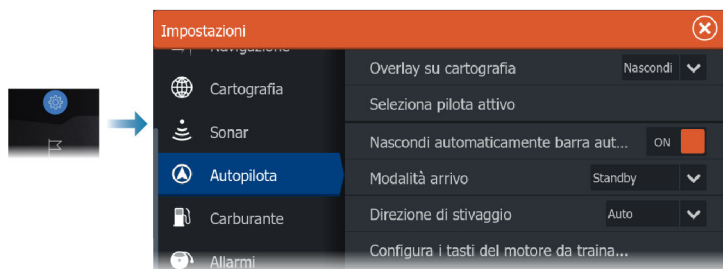 Impostazioni
Navigazione
Cartografia
Sonar
Autopilota
Carburante
Allarmi
Overlay su cartografia Nascondi
Seleziona pilota attivo
Nascondi automaticamente barra aut... ON
Modalità arrivo Standby
Direzione di stivaggio Auto
Configura i tasti del motore da traina...